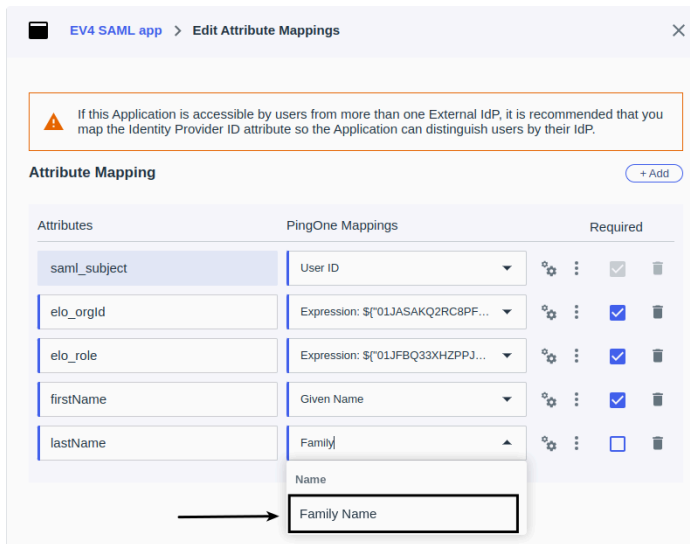 EV4 SAML app > Edit Attribute Mappings
If this Application is accessible by users from more than one External IdP, it is recommended that you
map the Identity Provider ID attribute so the Application can distinguish users by their IdP.
Attribute Mapping
+ Add
Attributes PingOne Mappings Required
saml_subject User ID
elo_orgId Expression: ${"01JASAKQ2RC8PF...
elo_role Expression: ${"01JFBQ33XHZPPJ...
firstName Given Name
lastName Family
Name
Family Name